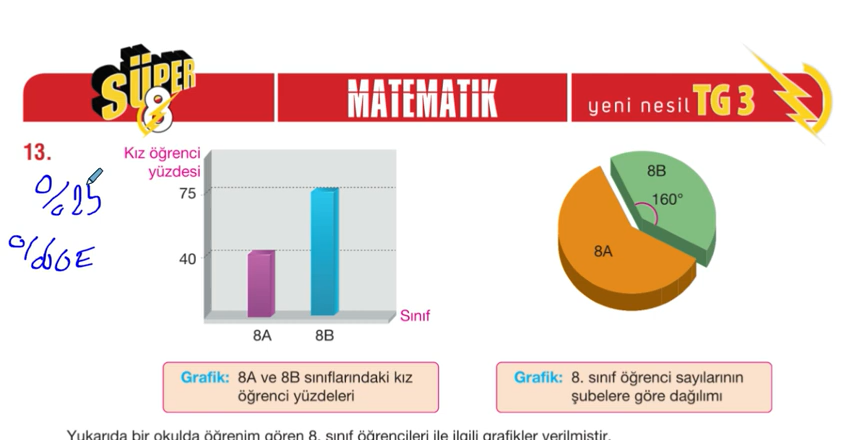 SÜPER
8
MATEMATİK
yeni nesil TG 3
13.
Kız öğrenci
yüzdesi
75
40
8A
8B
Sınıf
8B
160°
8A
%25
Grafik: 8A ve 8B sınıflarındaki kız
öğrenci yüzdeleri
Grafik: 8. sınıf öğrenci sayılarının
şubelere göre dağılımı
Yukarıda bir okulda öğrenim gören 8. sınıf öğrencileri ile ilgili grafikler verilmiştir.